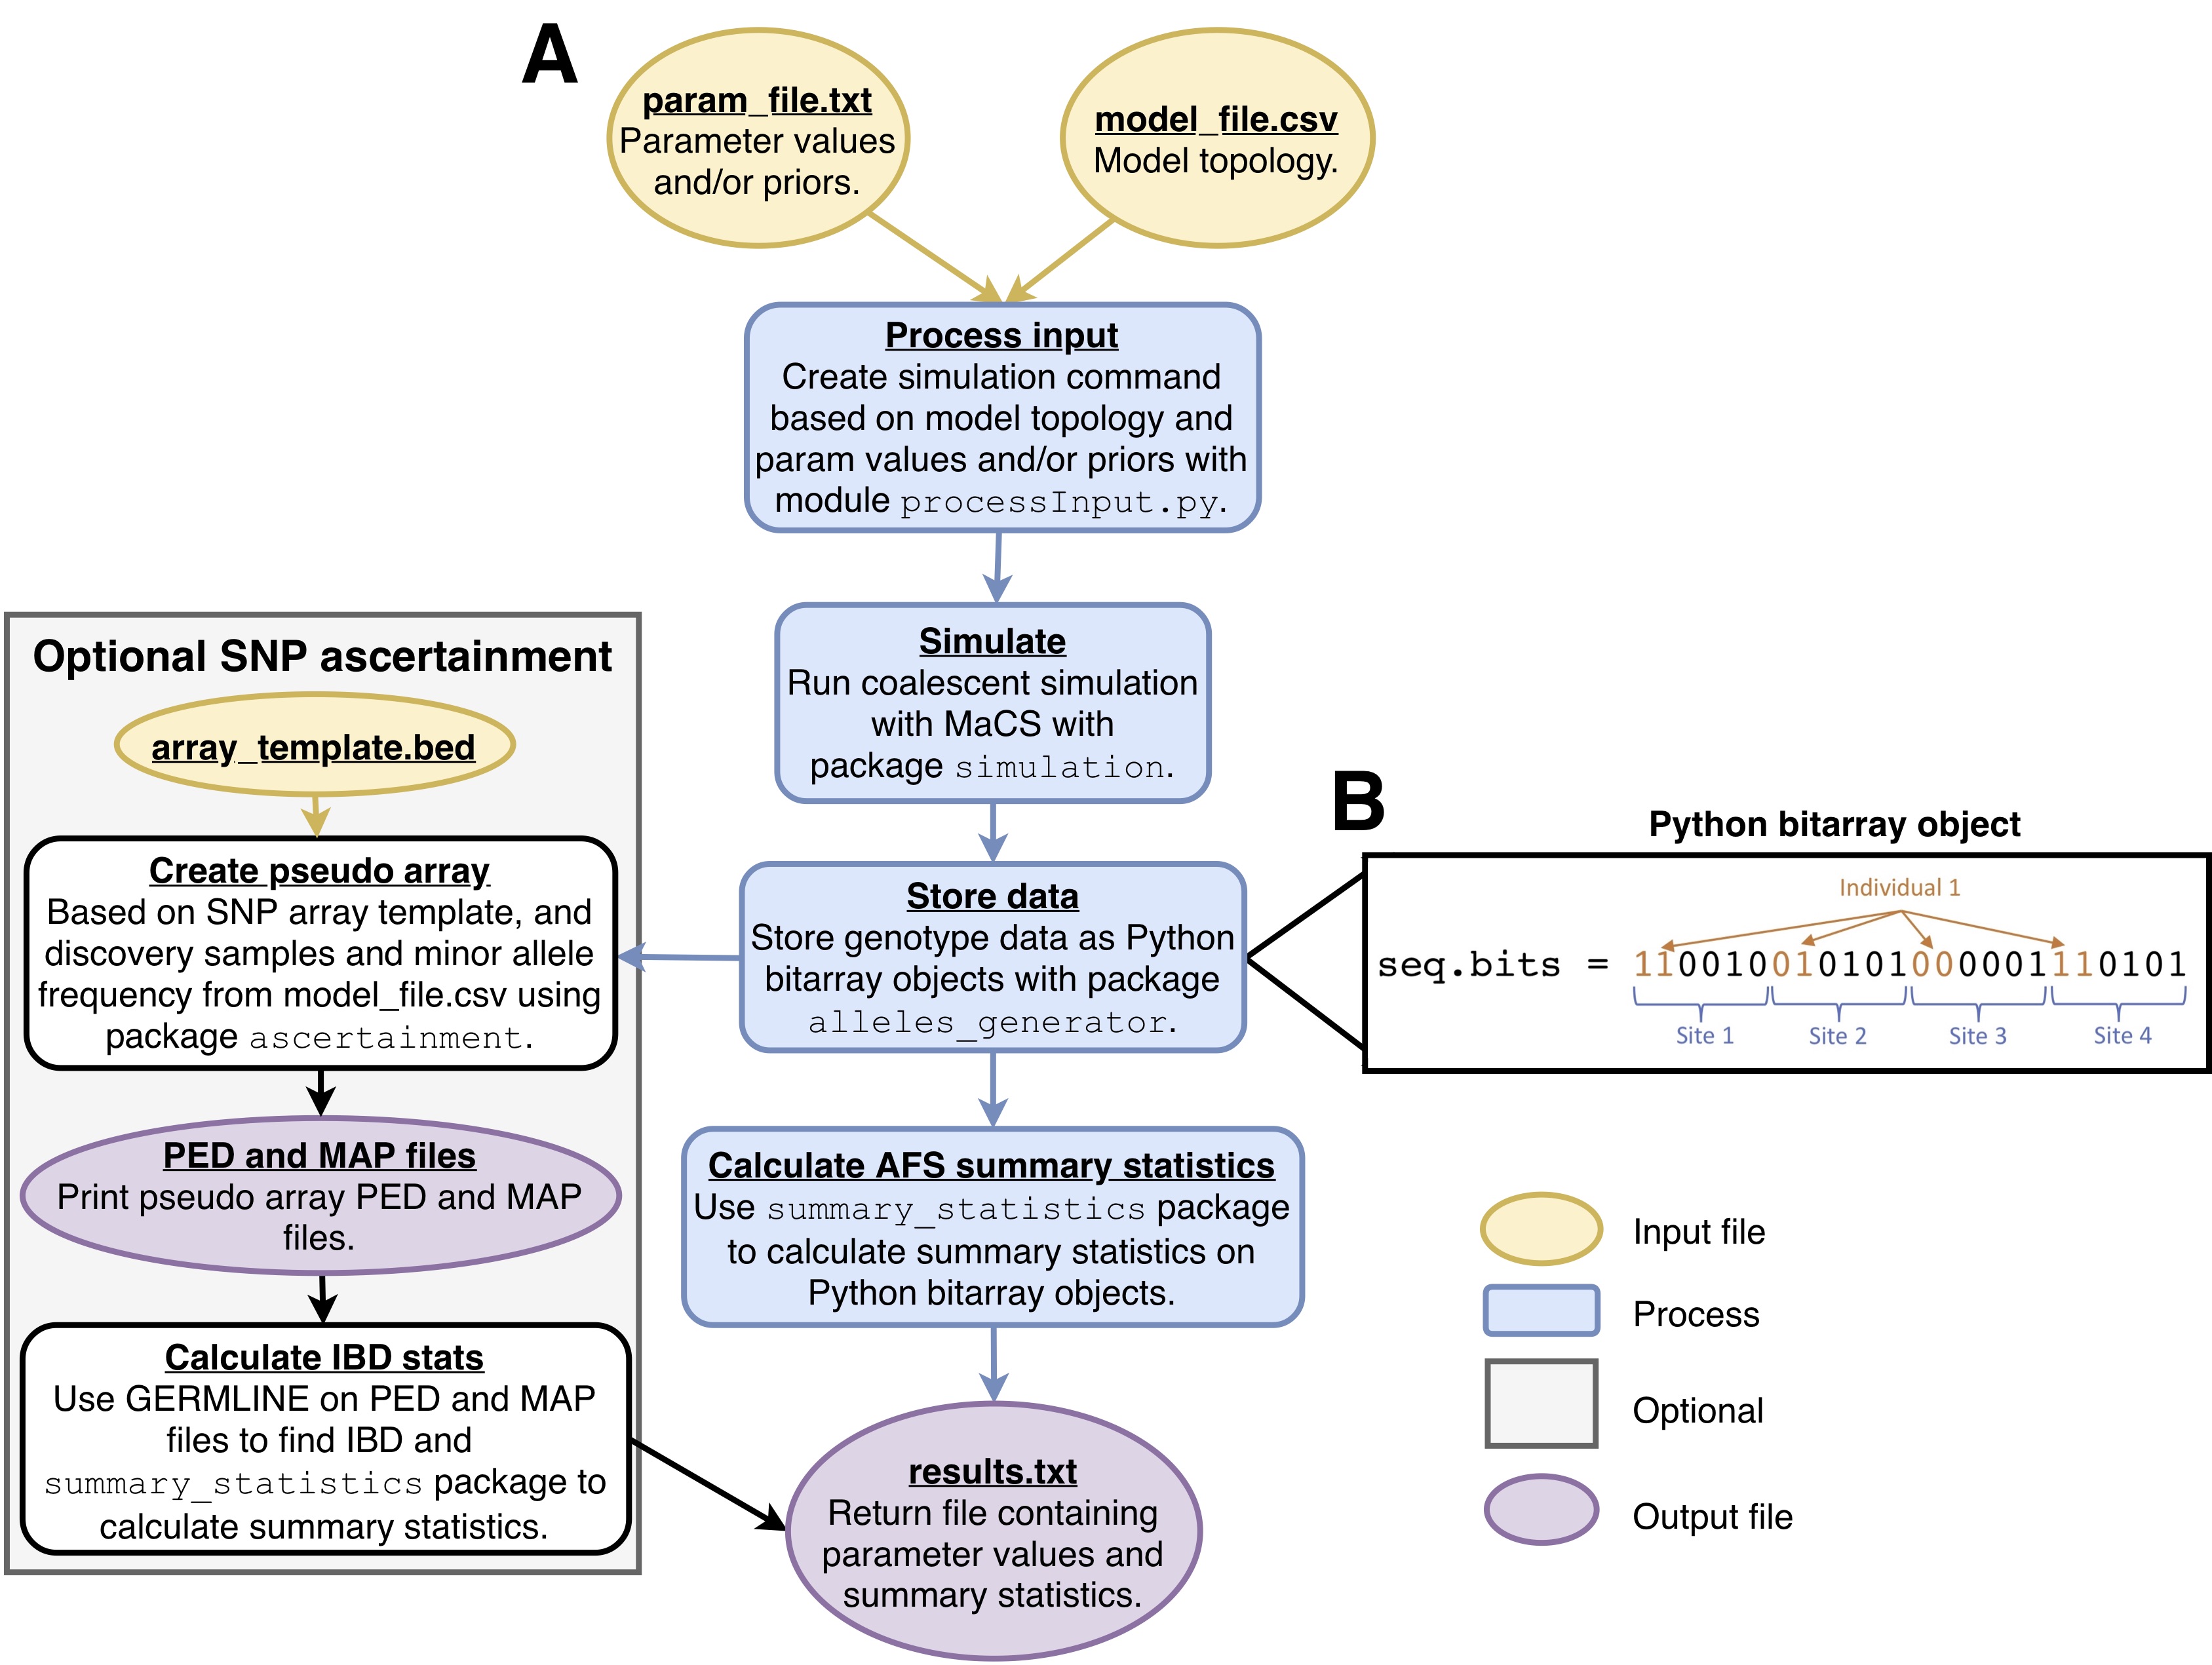 A
param_file.txt
Parameter values
and/or priors.
model_file.csv
Model topology.
Process input
Create simulation command
based on model topology and
param values and/or priors with
module processInput.py.
Simulate
Run coalescent simulation
with MaCS with
package simulation.
Store data
Store genotype data as Python
bitarray objects with package
alleles_generator.
Calculate AFS summary statistics
Use summary_statistics package
to calculate summary statistics on
Python bitarray objects.
results.txt
Return file containing
parameter values and
summary statistics.
Optional SNP ascertainment
array_template.bed
Create pseudo array
Based on SNP array template, and
discovery samples and minor allele
frequency from model_file.csv using
package ascertainment.
PED and MAP files
Print pseudo array PED and MAP
files.
Calculate IBD stats
Use GERMLINE on PED and MAP
files to find IBD and
summary_statistics package to
calculate summary statistics.
B
Python bitarray object
Individual 1
seq.bits = 110010010101000001110101
Site 1 Site 2 Site 3 Site 4
Input file
Process
Optional
Output file